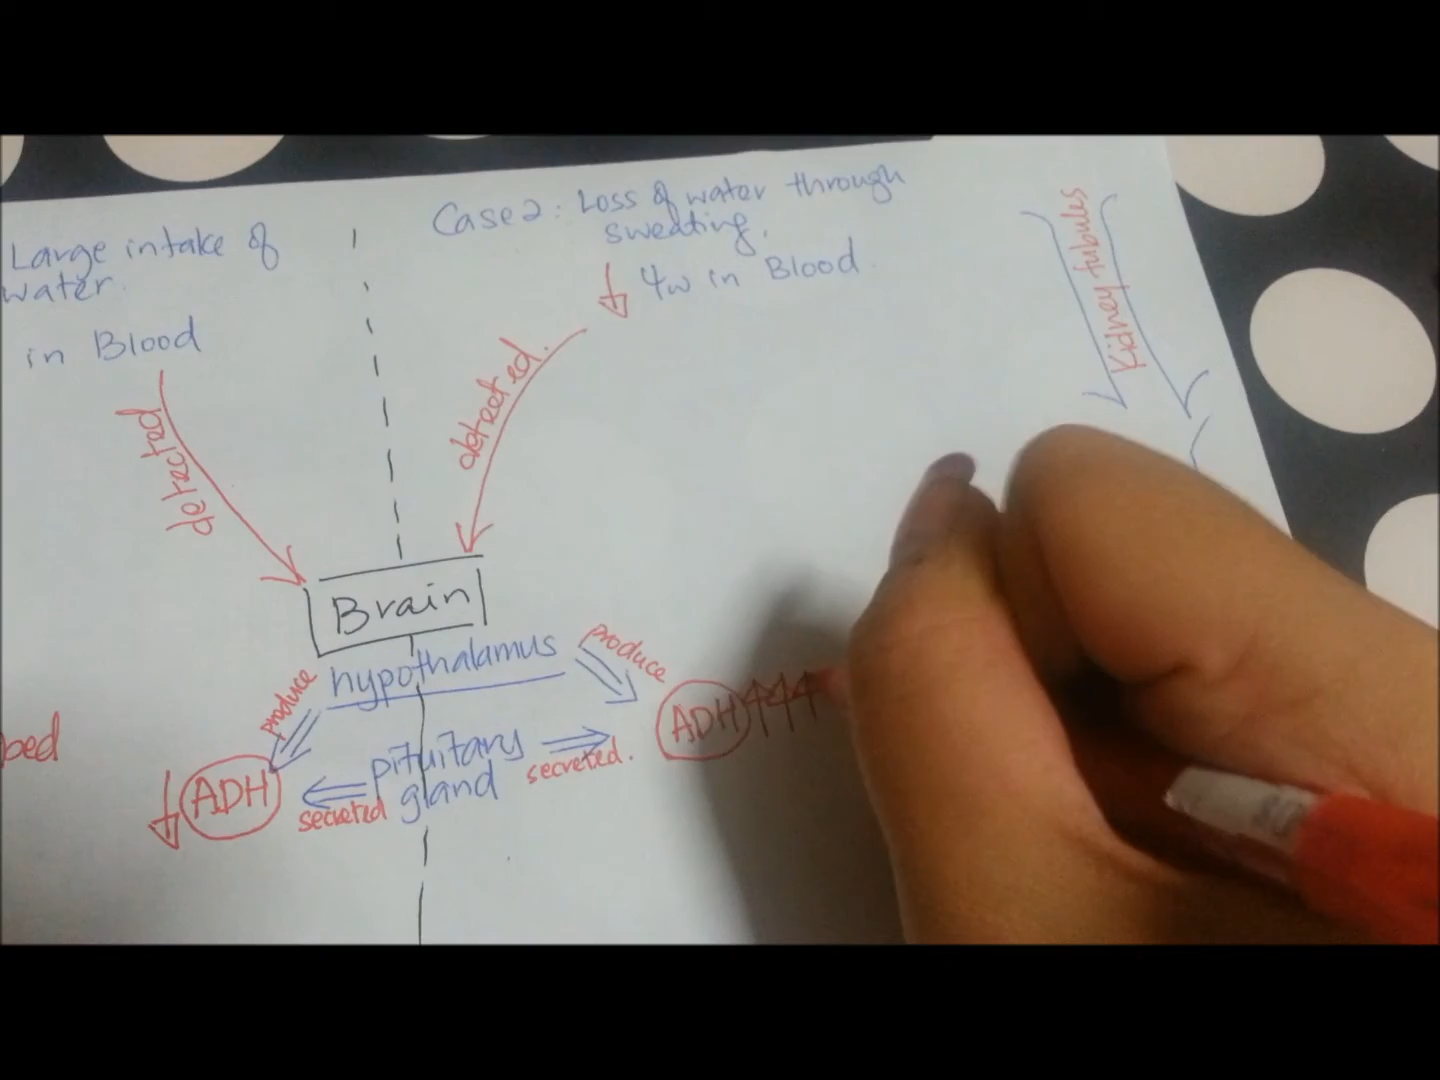 Large intake of
water.
in Blood
detected
Case 2: Loss of water through
sweating.
↓ Ψw in Blood.
detected.
Kidney tubules
Brain
hypothalamus
produce
produce
pituitary
gland
secreted
secreted.
↓ ADH
ADH ↑↑↑
bed